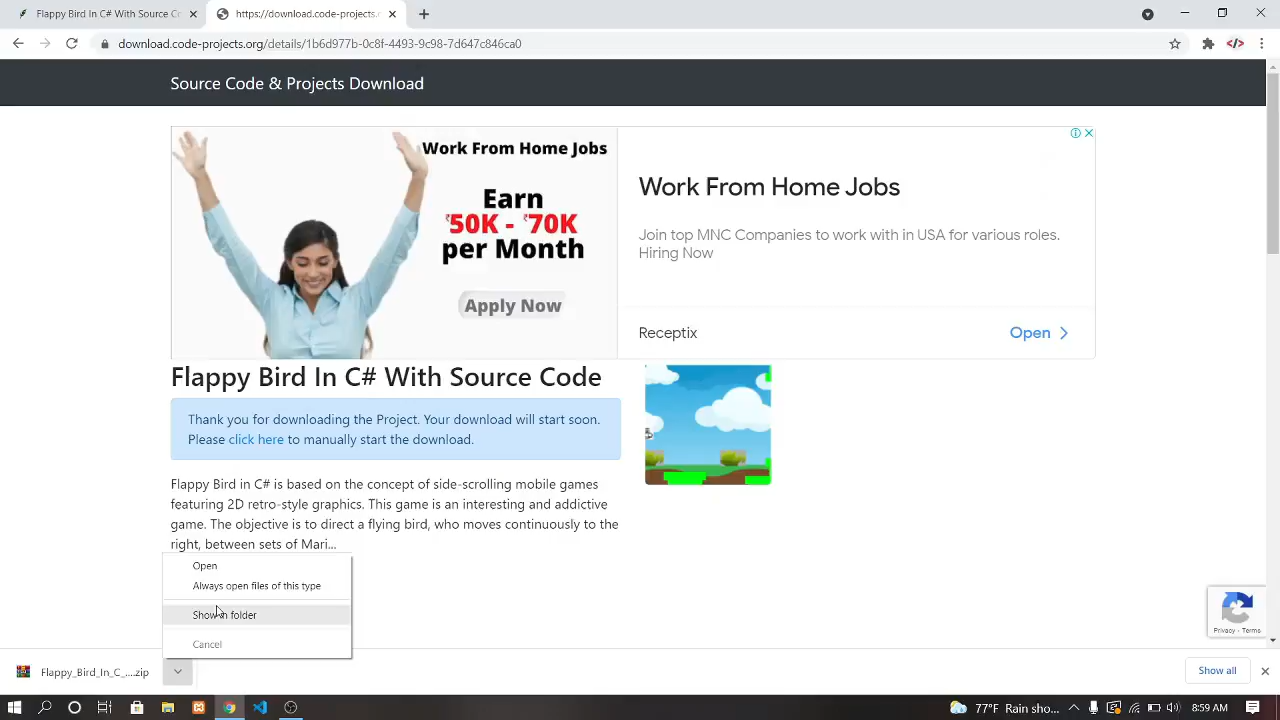 Flappy Bird In C# With Source C
https://download.code-projects.
download.code-projects.org/details/1b6d977b-0c8f-4493-9c98-7d647c846ca0
Source Code & Projects Download
Work From Home Jobs
Earn
₹50K - ₹70K
per Month
Apply Now
Work From Home Jobs
Join top MNC Companies to work with in USA for various roles.
Hiring Now
Receptix
Open
Flappy Bird In C# With Source Code
Thank you for downloading the Project. Your download will start soon.
Please click here to manually start the download.
Flappy Bird in C# is based on the concept of side-scrolling mobile games
featuring 2D retro-style graphics. This game is an interesting and addictive
game. The objective is to direct a flying bird, who moves continuously to the
right, between sets of Mari...
Open
Always open files of this type
Show in folder
Cancel
Privacy - Terms
Flappy_Bird_In_C_....zip
Show all
77°F Rain sho...
8:59 AM